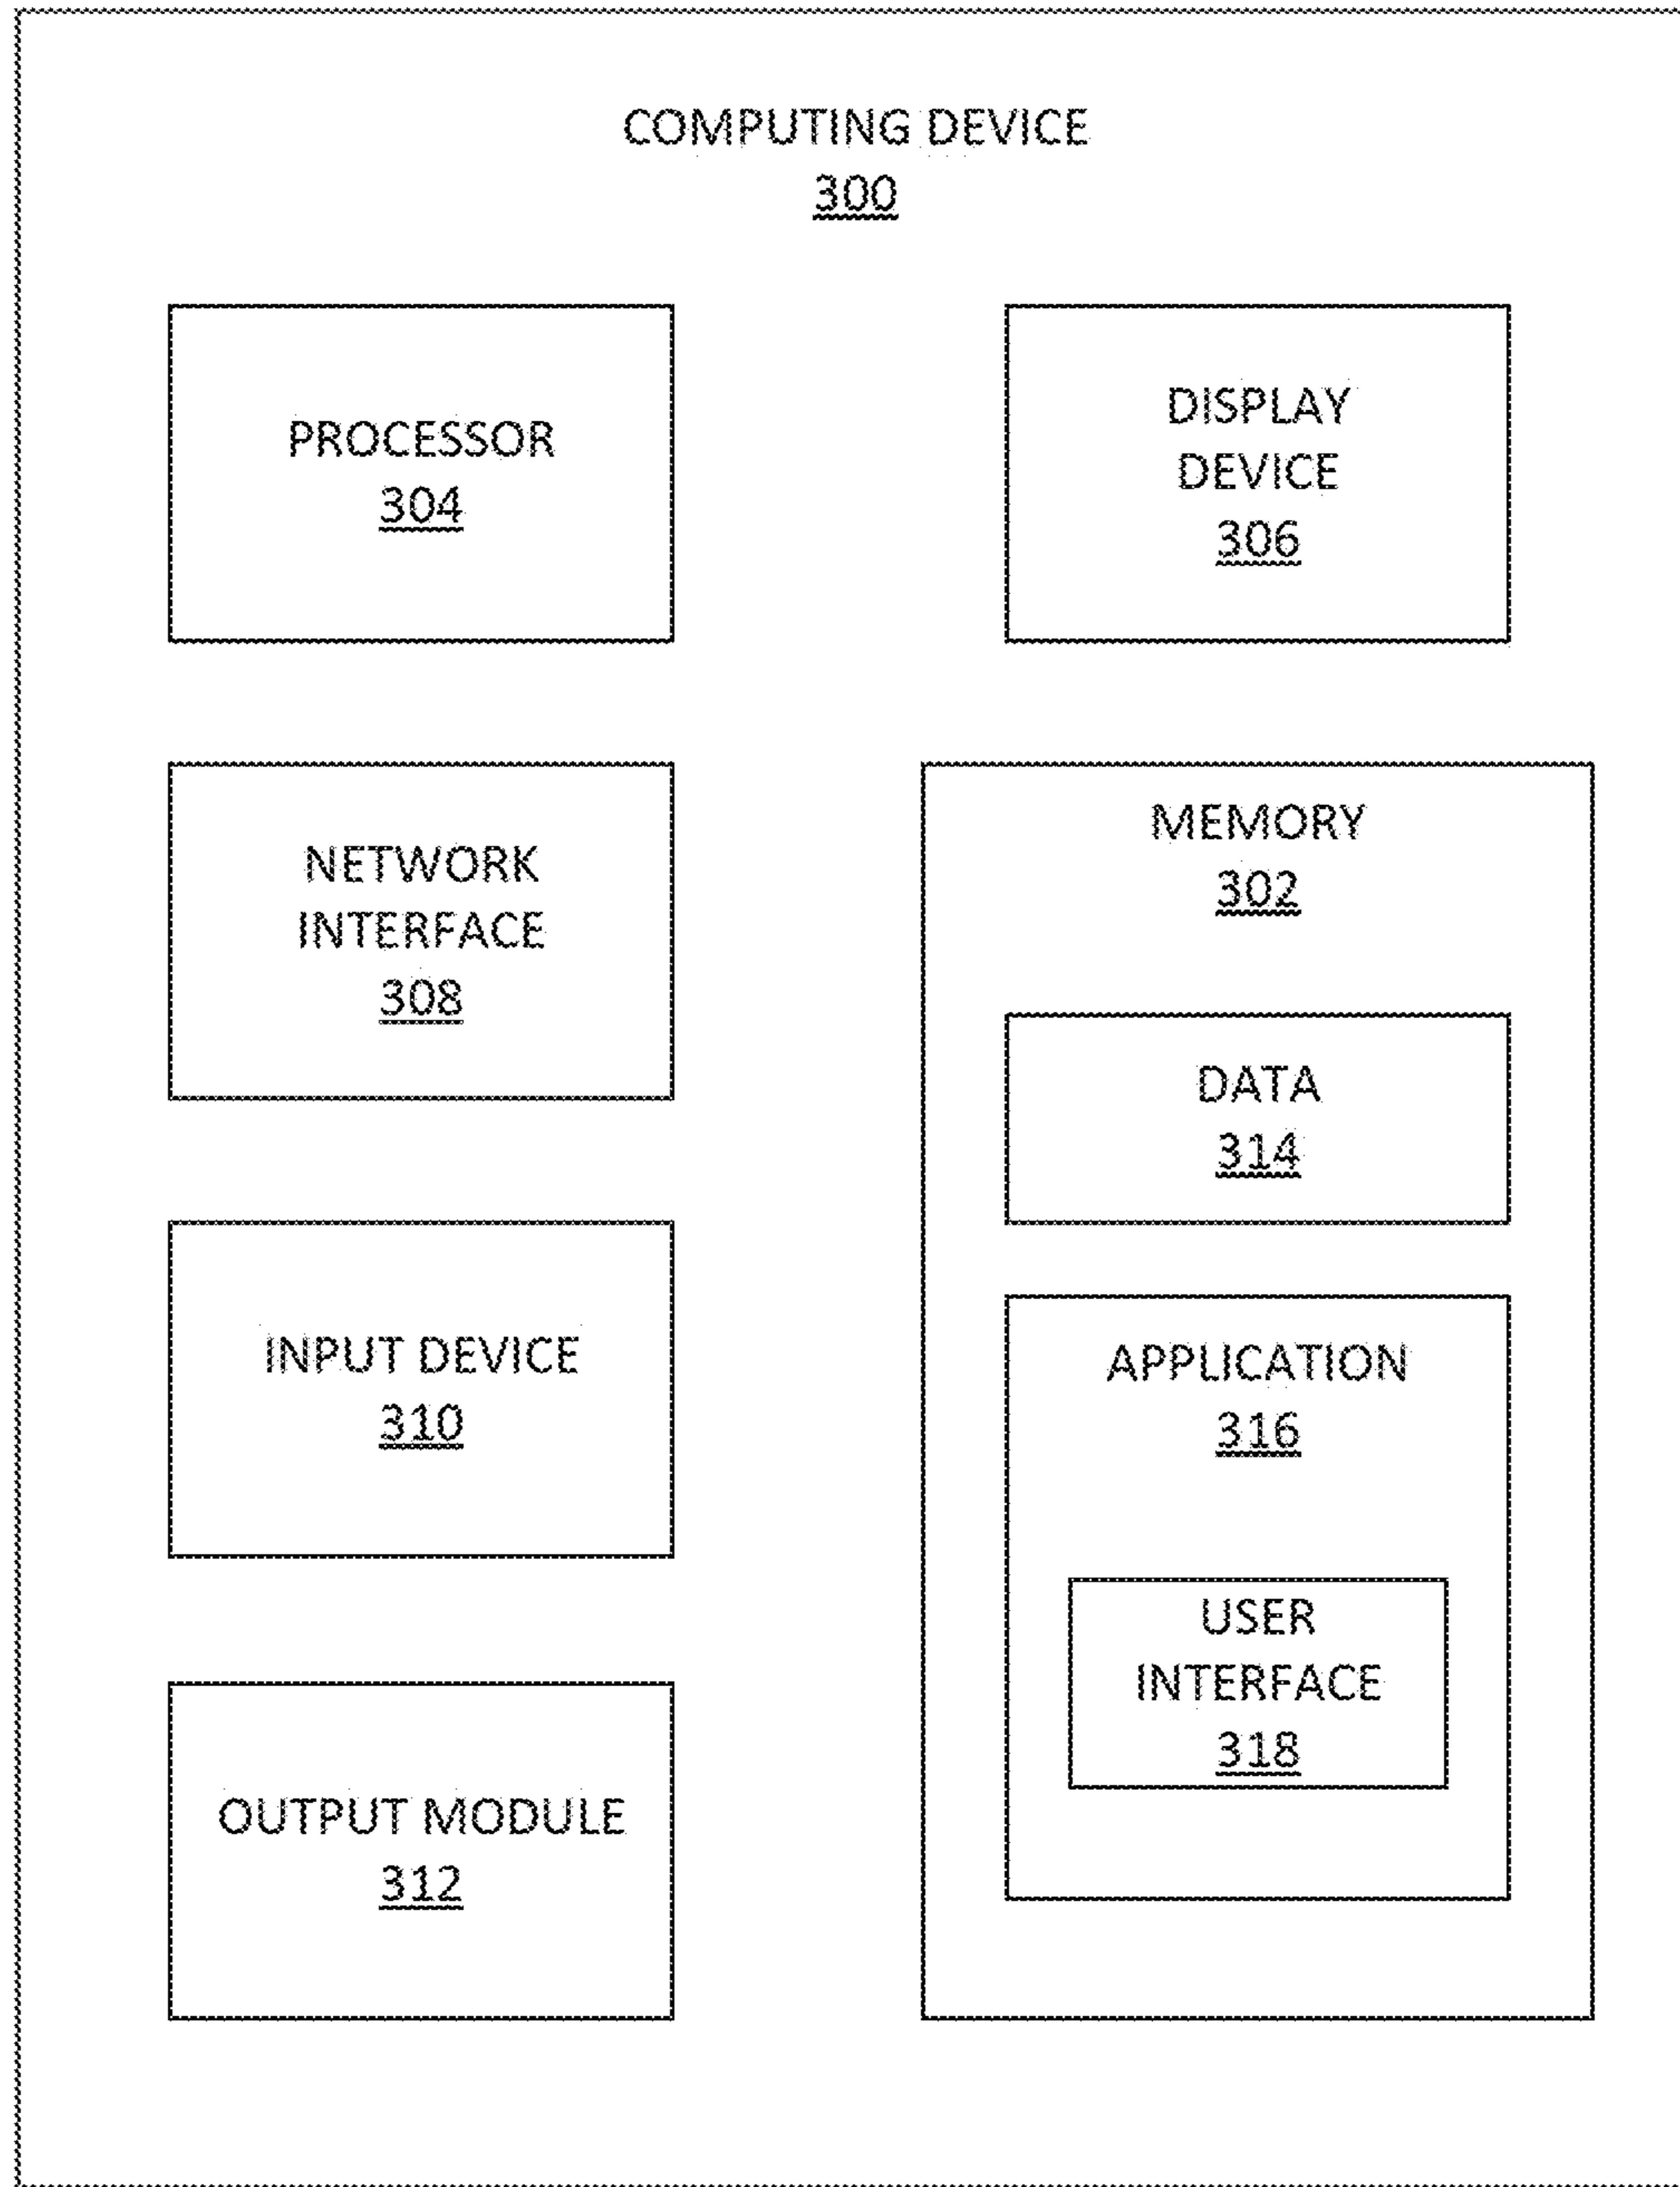 COMPUTING DEVICE
300
PROCESSOR
304
DISPLAY
DEVICE
306
NETWORK
INTERFACE
308
MEMORY
302
DATA
314
INPUT DEVICE
310
APPLICATION
316
USER
INTERFACE
318
OUTPUT MODULE
312